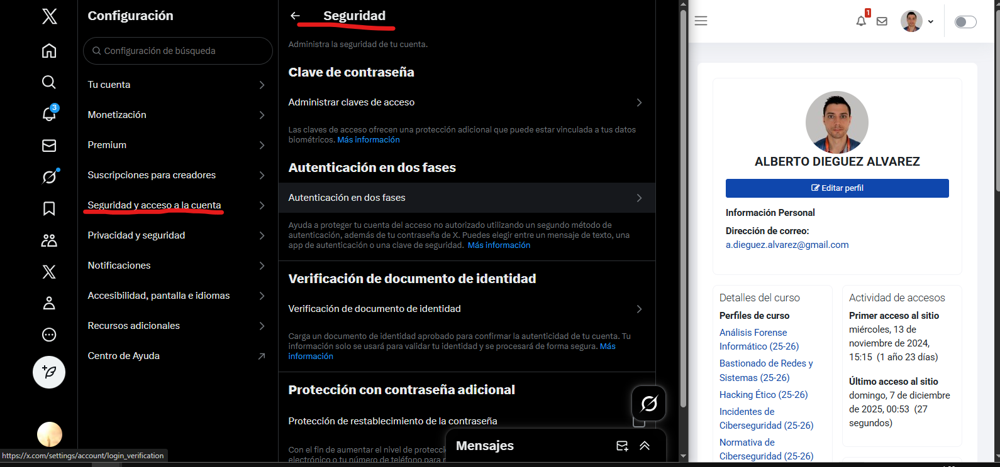 Configuración
Configuración de búsqueda
Tu cuenta
Monetización
Premium
Suscripciones para creadores
Seguridad y acceso a la cuenta
Privacidad y seguridad
Notificaciones
Accesibilidad, pantalla e idiomas
Recursos adicionales
Centro de Ayuda
3
https://x.com/settings/account/login_verification
Seguridad
Administra la seguridad de tu cuenta.
Clave de contraseña
Administrar claves de acceso
Las claves de acceso ofrecen una protección adicional que puede estar vinculada a tus datos
biométricos. Más información
Autenticación en dos fases
Autenticación en dos fases
Ayuda a proteger tu cuenta del acceso no autorizado utilizando un segundo método de
autenticación, además de tu contraseña de X. Puedes elegir entre un mensaje de texto, una
app de autenticación o una clave de seguridad. Más información
Verificación de documento de identidad
Verificación de documento de identidad
Carga un documento de identidad aprobado para confirmar la autenticidad de tu cuenta. Tu
información solo se usará para validar tu identidad y se procesará de forma segura. Más
información
Protección con contraseña adicional
Protección de restablecimiento de la contraseña
Con el fin de aumentar el nivel de
electrónico o tu número de teléfono para
Mensajes
1
ALBERTO DIEGUEZ ALVAREZ
Editar perfil
Información Personal
Dirección de correo:
a.dieguez.alvarez@gmail.com
Detalles del curso
Perfiles de curso
Análisis Forense
Informático (25-26)
Bastionado de Redes y
Sistemas (25-26)
Hacking Ético (25-26)
Incidentes de
Ciberseguridad (25-26)
Normativa de
Ciberseguridad (25-26)
Actividad de accesos
Primer acceso al sitio
miércoles, 13 de
noviembre de 2024,
15:15 (1 año 23 días)
Último acceso al sitio
domingo, 7 de diciembre
de 2025, 00:53 (27
segundos)